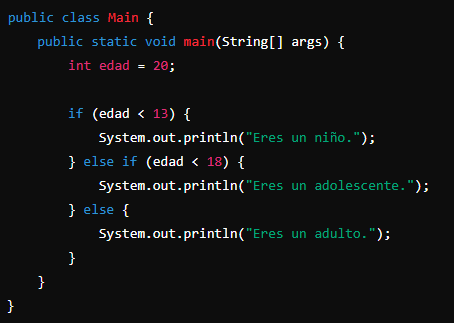 public class Main {
    public static void main(String[] args) {
        int edad = 20;

        if (edad < 13) {
            System.out.println("Eres un niño.");
        } else if (edad < 18) {
            System.out.println("Eres un adolescente.");
        } else {
            System.out.println("Eres un adulto.");
        }
    }
}